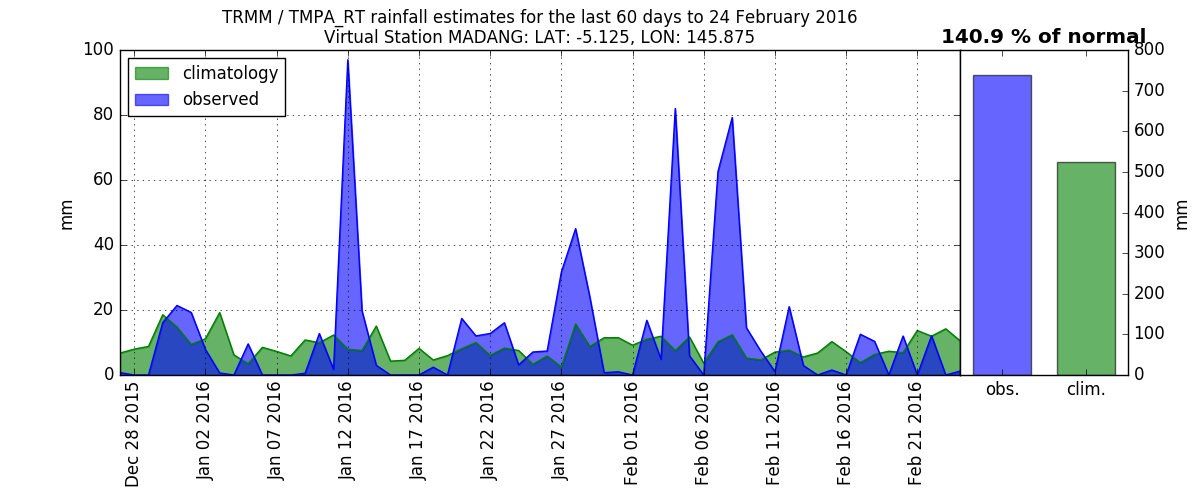 TRMM / TMPA_RT rainfall estimates for the last 60 days to 24 February 2016
Virtual Station MADANG: LAT: -5.125, LON: 145.875
140.9 % of normal
climatology
observed
100
80
60
40
20
0
mm
Dec 28 2015
Jan 02 2016
Jan 07 2016
Jan 12 2016
Jan 17 2016
Jan 22 2016
Jan 27 2016
Feb 01 2016
Feb 06 2016
Feb 11 2016
Feb 16 2016
Feb 21 2016
800
700
600
500
400
300
200
100
0
mm
obs.
clim.